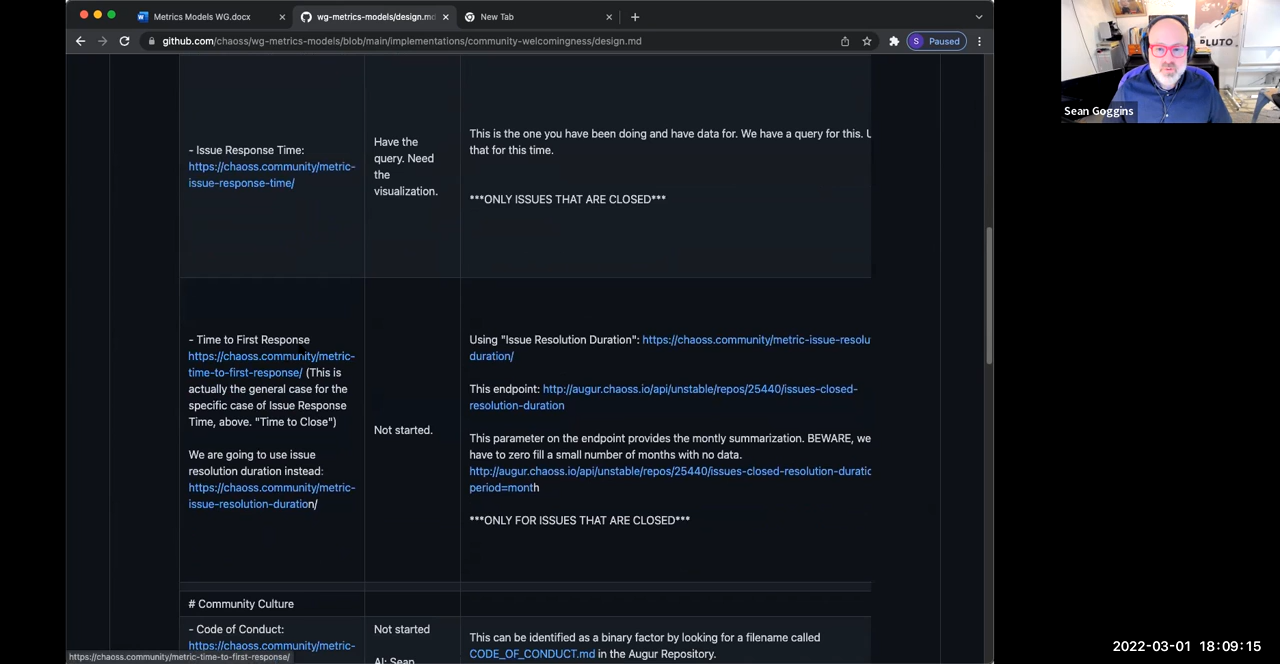 Metrics Models WG.docx
wg-metrics-models/design.md
New Tab
github.com/chaoss/wg-metrics-models/blob/main/implementations/community-welcomingness/design.md
S Paused
PLUTO
Sean Goggins
- Issue Response Time:
https://chaoss.community/metric-
issue-response-time/
Have the
query. Need
the
visualization.
This is the one you have been doing and have data for. We have a query for this. U
that for this time.
***ONLY ISSUES THAT ARE CLOSED***
- Time to First Response
https://chaoss.community/metric-
time-to-first-response/ (This is
actually the general case for the
specific case of Issue Response
Time, above. "Time to Close")
We are going to use issue
resolution duration instead:
https://chaoss.community/metric-
issue-resolution-duration/
Not started.
Using "Issue Resolution Duration": https://chaoss.community/metric-issue-resolu
duration/
This endpoint: http://augur.chaoss.io/api/unstable/repos/25440/issues-closed-
resolution-duration
This parameter on the endpoint provides the montly summarization. BEWARE, we
have to zero fill a small number of months with no data.
http://augur.chaoss.io/api/unstable/repos/25440/issues-closed-resolution-duratio
period=month
***ONLY FOR ISSUES THAT ARE CLOSED***
# Community Culture
- Code of Conduct:
https://chaoss.community/metric-
Not started
AI: Sean
This can be identified as a binary factor by looking for a filename called
CODE_OF_CONDUCT.md in the Augur Repository.
https://chaoss.community/metric-time-to-first-response/
2022-03-01 18:09:15